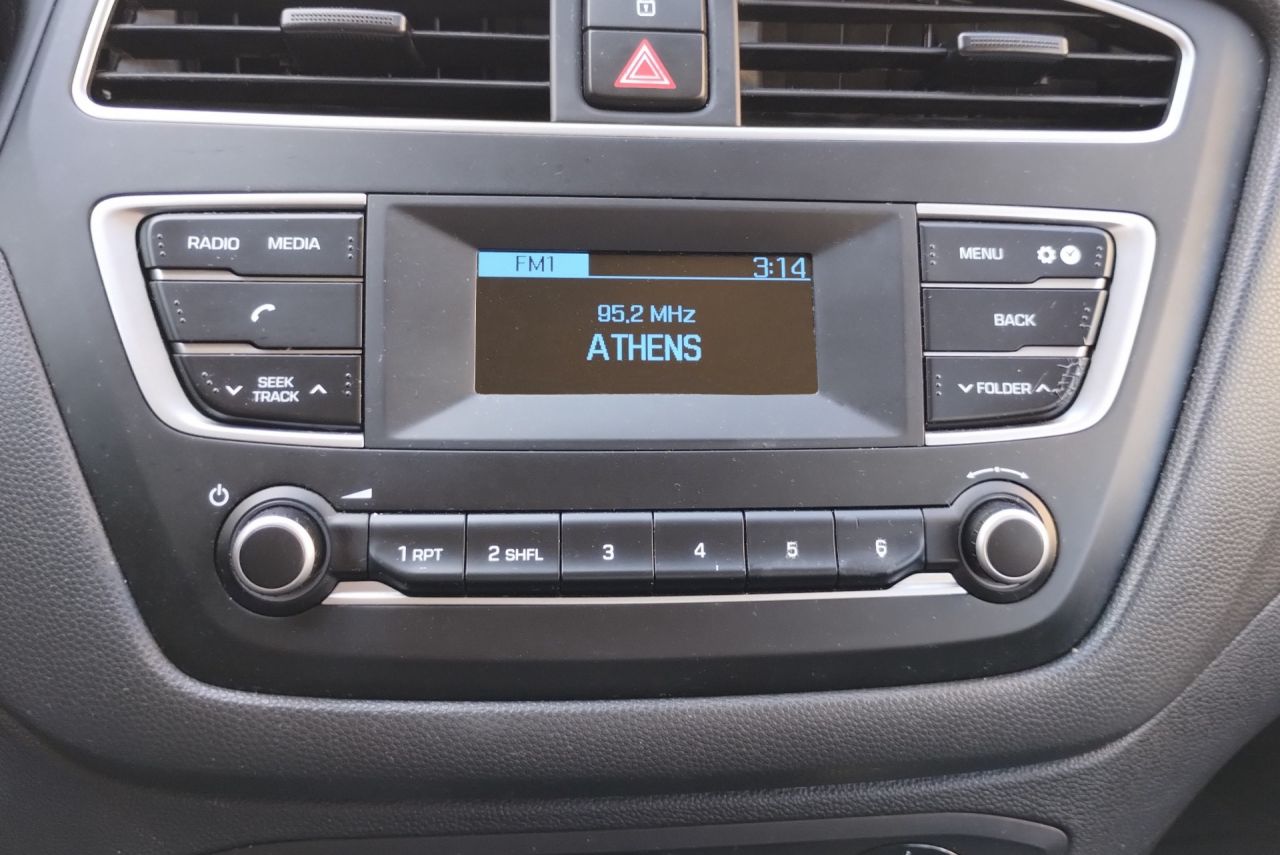 RADIO MEDIA
SEEK
TRACK
FM1 3:14
95.2 MHz
ATHENS
MENU
BACK
FOLDER
1 RPT
2 SHFL
3
4
5
6